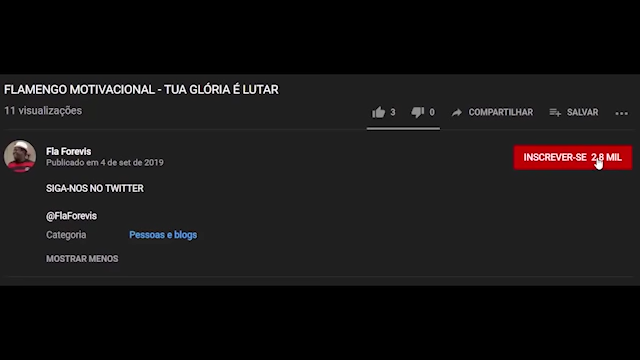 FLAMENGO MOTIVACIONAL - TUA GLÓRIA É LUTAR
11 visualizações
3 0 COMPARTILHAR SALVAR
Fla Forevis
Publicado em 4 de set de 2019
INSCREVER-SE 2,8 MIL
SIGA-NOS NO TWITTER
@FlaForevis
Categoria Pessoas e blogs
MOSTRAR MENOS